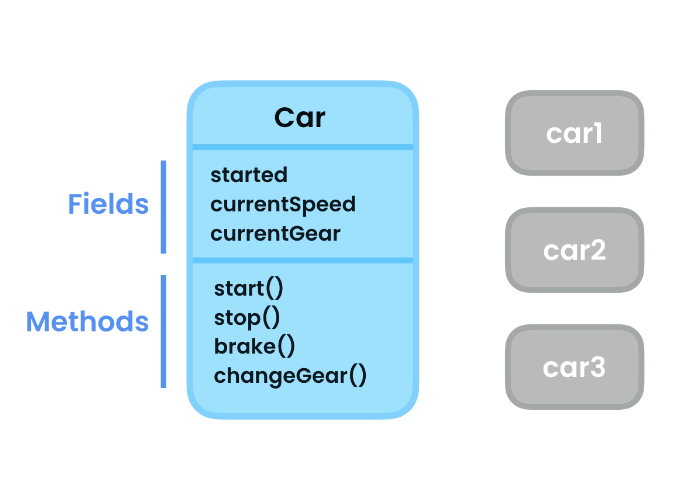 Car
Fields
started
currentSpeed
currentGear
Methods
start()
stop()
brake()
changeGear()
car1
car2
car3